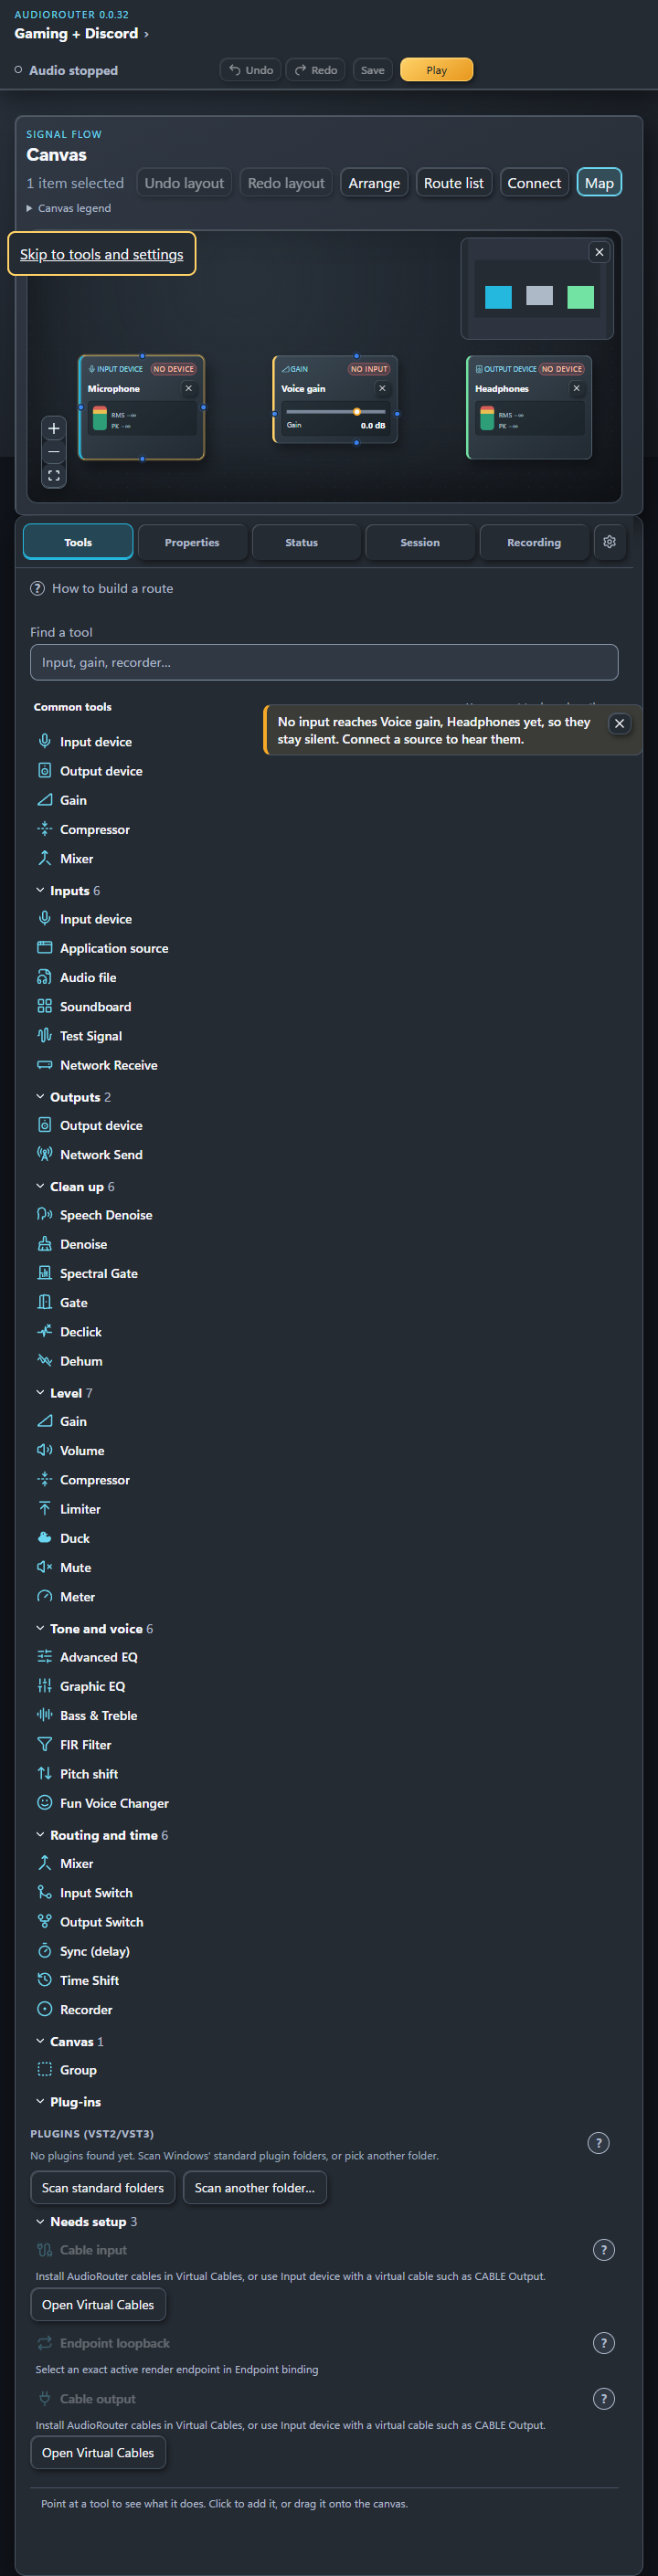 AUDIOROUTER 0.0.32
Gaming + Discord ›
Audio stopped
Undo
Redo
Save
Play
SIGNAL FLOW
Canvas
1 item selected
Undo layout
Redo layout
Arrange
Route list
Connect
Map
Canvas legend
Skip to tools and settings
INPUT DEVICE
NO DEVICE
Microphone
RMS -∞
PK -∞
GAIN
NO INPUT
Voice gain
Gain
0.0 dB
OUTPUT DEVICE
NO DEVICE
Headphones
RMS -∞
PK -∞
Tools
Properties
Status
Session
Recording
? How to build a route
Find a tool
Input, gain, recorder...
Common tools
No input reaches Voice gain, Headphones yet, so they
stay silent. Connect a source to hear them.
Input device
Output device
Gain
Compressor
Mixer
Inputs 6
Input device
Application source
Audio file
Soundboard
Test Signal
Network Receive
Outputs 2
Output device
Network Send
Clean up 6
Speech Denoise
Denoise
Spectral Gate
Gate
Declick
Dehum
Level 7
Gain
Volume
Compressor
Limiter
Duck
Mute
Meter
Tone and voice 6
Advanced EQ
Graphic EQ
Bass & Treble
FIR Filter
Pitch shift
Fun Voice Changer
Routing and time 6
Mixer
Input Switch
Output Switch
Sync (delay)
Time Shift
Recorder
Canvas 1
Group
Plug-ins
PLUGINS (VST2/VST3)
?
No plugins found yet. Scan Windows' standard plugin folders, or pick another folder.
Scan standard folders
Scan another folder...
Needs setup 3
Cable input
?
Install AudioRouter cables in Virtual Cables, or use Input device with a virtual cable such as CABLE Output.
Open Virtual Cables
Endpoint loopback
?
Select an exact active render endpoint in Endpoint binding
Cable output
?
Install AudioRouter cables in Virtual Cables, or use Input device with a virtual cable such as CABLE Output.
Open Virtual Cables
Point at a tool to see what it does. Click to add it, or drag it onto the canvas.